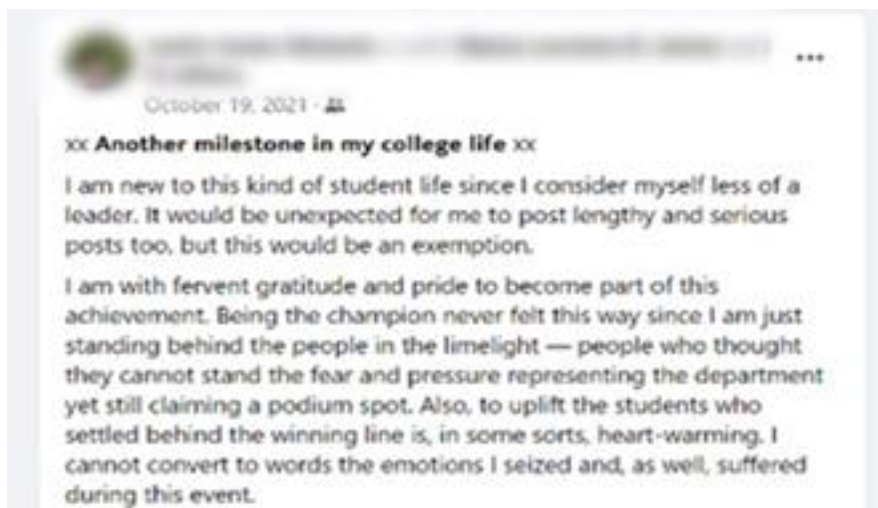 October 19, 2021 ·
xx Another milestone in my college life xx
I am new to this kind of student life since I consider myself less of a
leader. It would be unexpected for me to post lengthy and serious
posts too, but this would be an exemption.
I am with fervent gratitude and pride to become part of this
achievement. Being the champion never felt this way since I am just
standing behind the people in the limelight — people who thought
they cannot stand the fear and pressure representing the department
yet still claiming a podium spot. Also, to uplift the students who
settled behind the winning line is, in some sorts, heart-warming. I
cannot convert to words the emotions I seized and, as well, suffered
during this event.